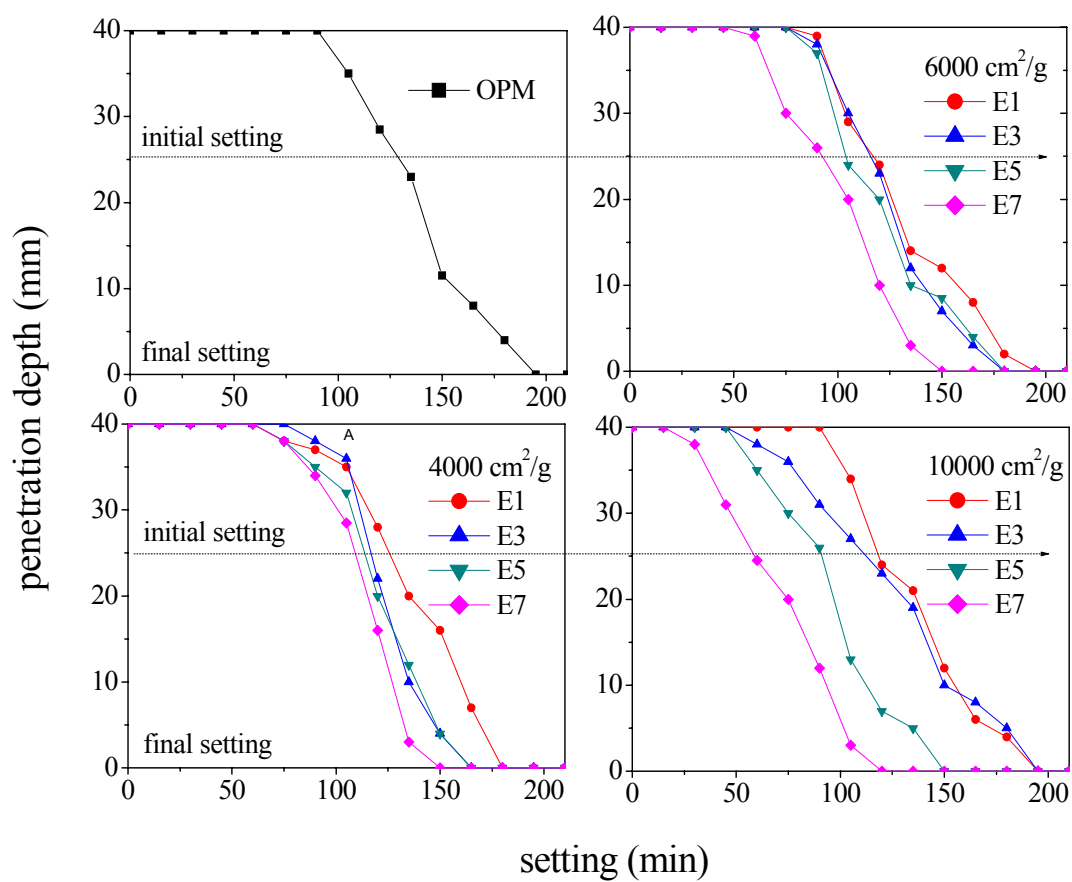 penetration depth (mm)
40
30
20
10
0
0
50
100
150
200
OPM
initial setting
final setting
40
30
20
10
0
0
50
100
150
200
6000 cm²/g
E1
E3
E5
E7
40
30
20
10
0
0
50
100
150
200
A
4000 cm²/g
E1
E3
E5
E7
initial setting
final setting
40
30
20
10
0
0
50
100
150
200
10000 cm²/g
E1
E3
E5
E7
setting (min)